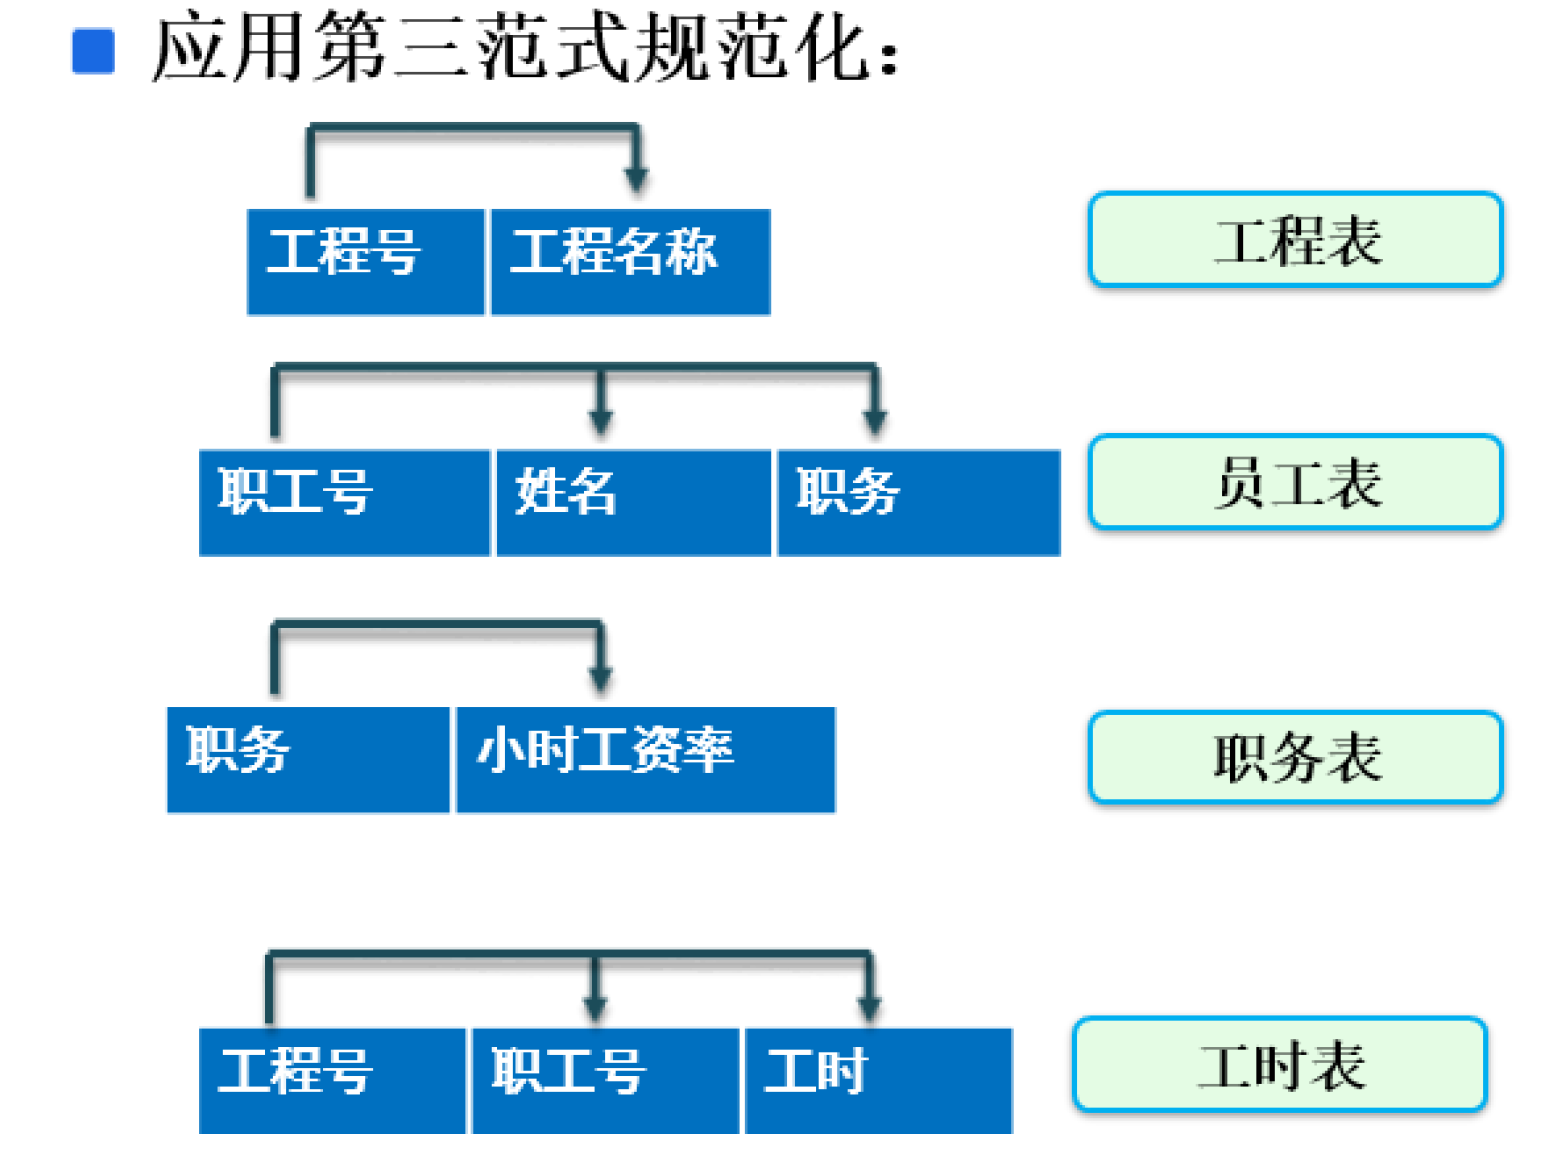 应用第三范式规范化：
工程号 工程名称 工程表
职工号 姓名 职务 员工表
职务 小时工资率 职务表
工程号 职工号 工时 工时表